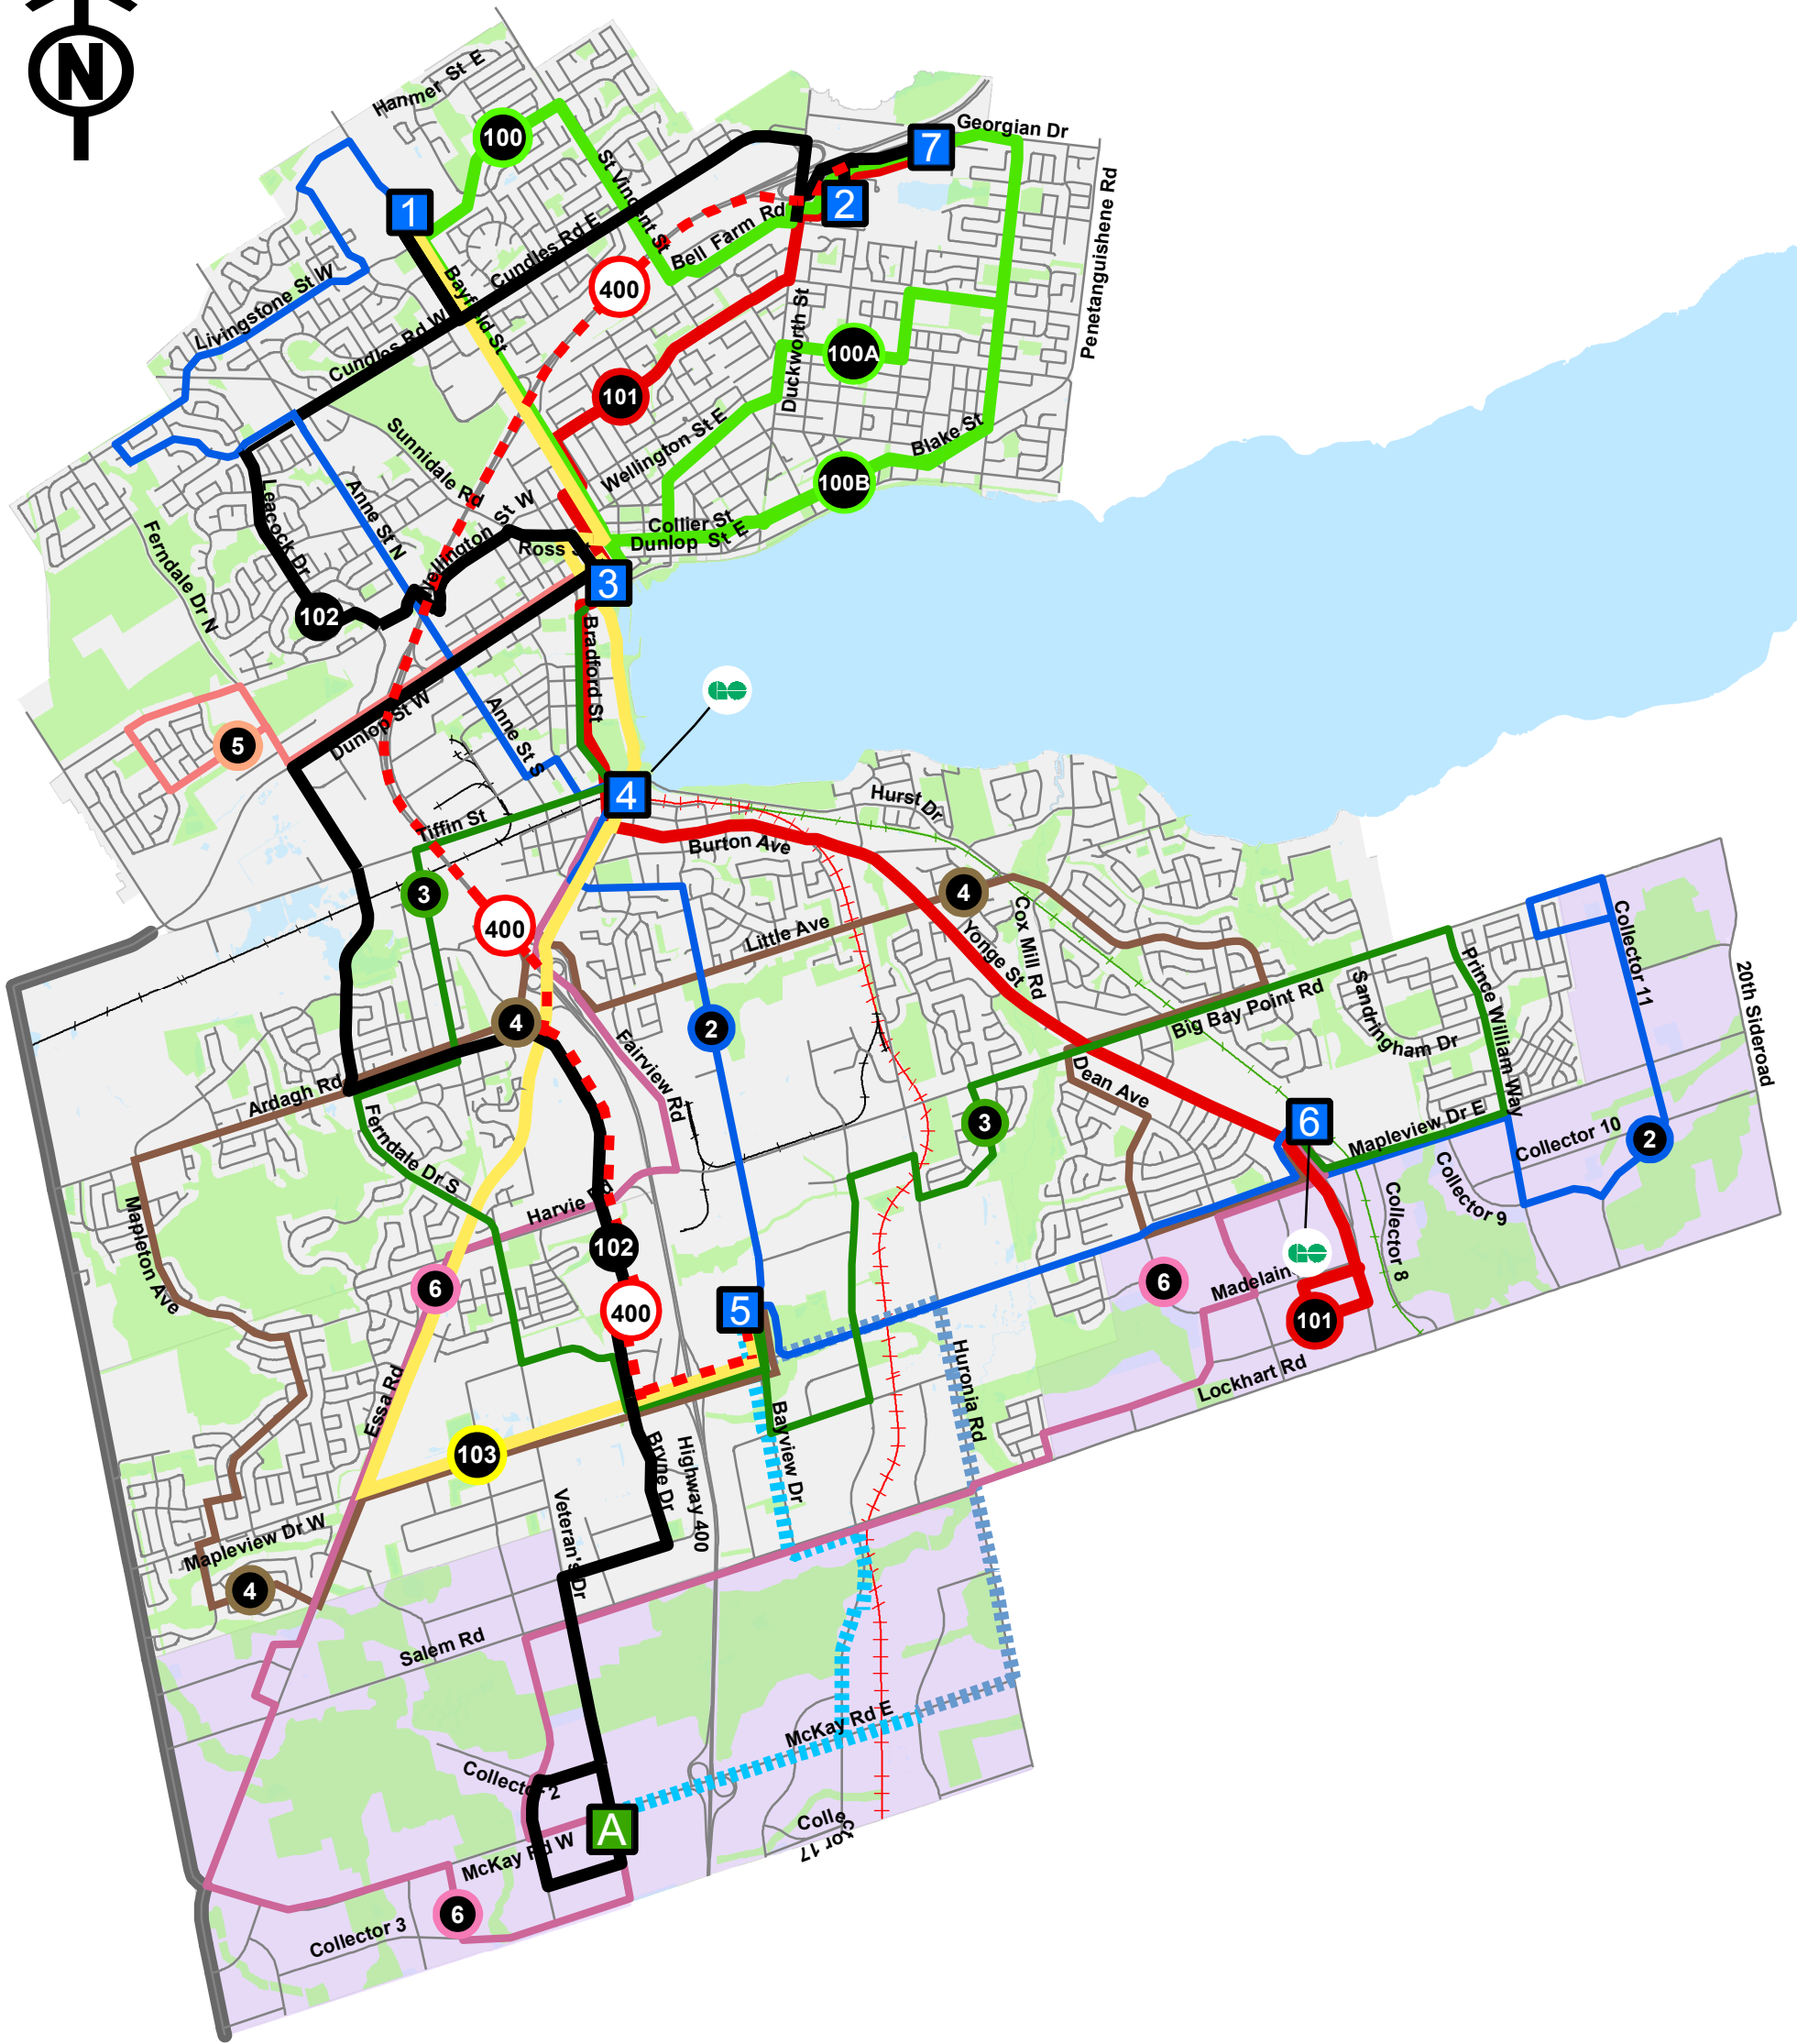 N
Hanmer St E
100
St Vincent St
7
Georgian Dr
1
2
Penetanguishene Rd
Bell Farm Rd
Cundles Rd E
400
Bayfield St
Livingstone St W
Cundles Rd W
Duckworth St
100A
101
Sunnidale Rd
Wellington St E
Blake St
100B
Leacock Dr
Anne St N
Wellington St W
Collier St
Dunlop St E
Ross St
Ferndale Dr N
3
102
Bradford St
5
Dunlop St W
Anne St S
4
Hurst Dr
Tiffin St
Burton Ave
3
4
400
Little Ave
Cox Mill Rd
Yonge St
Collector 11
Prince William Way
20th Sideroad
Sandringham Dr
Big Bay Point Rd
4
2
Fairview Rd
Dean Ave
Ardagh Rd
3
6
Mapleview Dr E
Collector 10
2
Ferndale Dr S
Harvie Rd
Mapleton Ave
Collector 9
Collector 8
102
6
6
Madelain
400
5
101
Huronia Rd
Lockhart Rd
Essa Rd
103
Bayview Dr
Bryne Dr
Highway 400
Veteran's Dr
Mapleview Dr W
4
Salem Rd
McKay Rd E
Collector 2
A
Collector 17
McKay Rd W
6
Collector 3